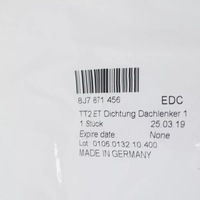 8J7 671 456 EDC
TT2 ET Dichtung Dachlenker 1
1 Stück 25.03.19
Expire date: None
Lot 0106.0132 10.400
MADE IN GERMANY